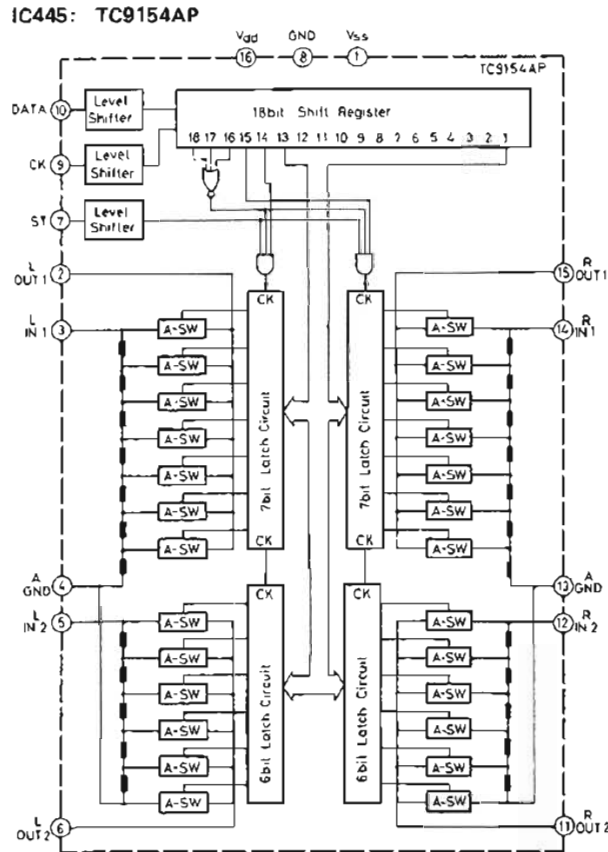 IC445: TC9154AP
Vdd GND Vss
16 8 1
TC9154AP
DATA 10 Level Shifter
18bit Shift Register
18 17 16 15 14 13 12 11 10 9 8 7 6 5 4 3 2 1
CK 9 Level Shifter
ST 7 Level Shifter
L OUT 1 2
15 R OUT 1
CK CK
L IN 1 3
14 R IN 1
A-SW A-SW
A-SW A-SW
A-SW A-SW
A-SW A-SW
A-SW A-SW
A-SW A-SW
A-SW A-SW
7bit Latch Circuit
7bit Latch Circuit
CK CK
A GND 4
13 A GND
CK CK
L IN 2 5
12 R IN 2
A-SW A-SW
A-SW A-SW
A-SW A-SW
A-SW A-SW
A-SW A-SW
A-SW A-SW
6bit Latch Circuit
6bit Latch Circuit
L OUT 2 6
11 R OUT 2